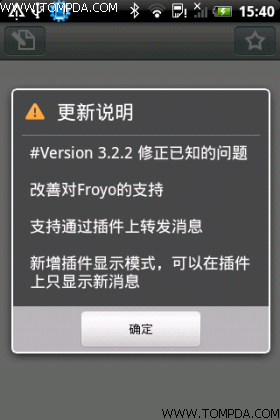 WWW.TOMPDA.COM
15:40
更新说明
#Version 3.2.2 修正已知的问题
改善对Froyo的支持
支持通过插件上转发消息
新增插件显示模式，可以在插件
上只显示新消息
确定
WWW.TOMPDA.COM